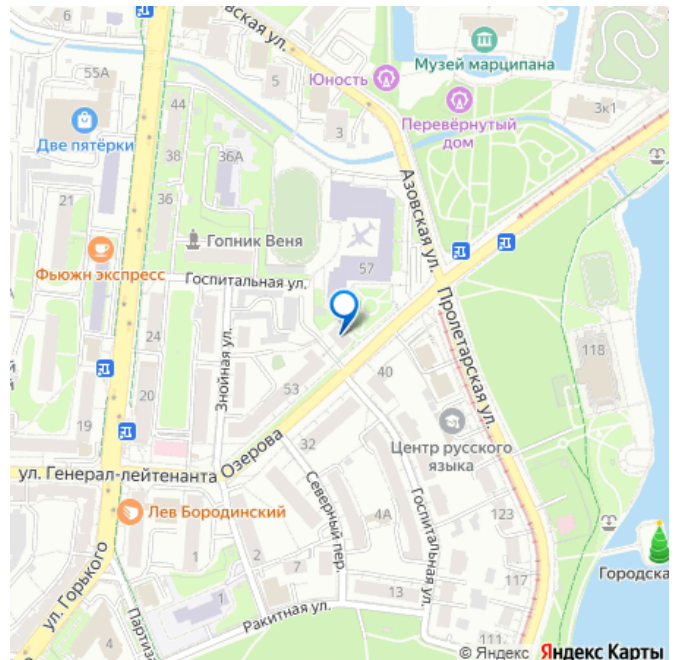 вская ул.
55А
5
Юность
Музей марципана
44
3
Перевёрнутый
дом
3к1
Две пятёрки
38
36А
Азовская ул.
21
36
Гопник Веня
57
Фьюжн экспресс
Госпитальная ул.
Пролетарская ул.
24
Знойная ул.
118
20
53
40
19
32
Центр русского
языка
ул. Генерал-лейтенанта Озерова
Северный пер.
Госпитальная ул.
Лев Бородинский
4А
123
1
2
7
Городска
ул. Горького
117
13
1
Ракитная ул.
Партиза
4
111
© Яндекс Яндекс Карты